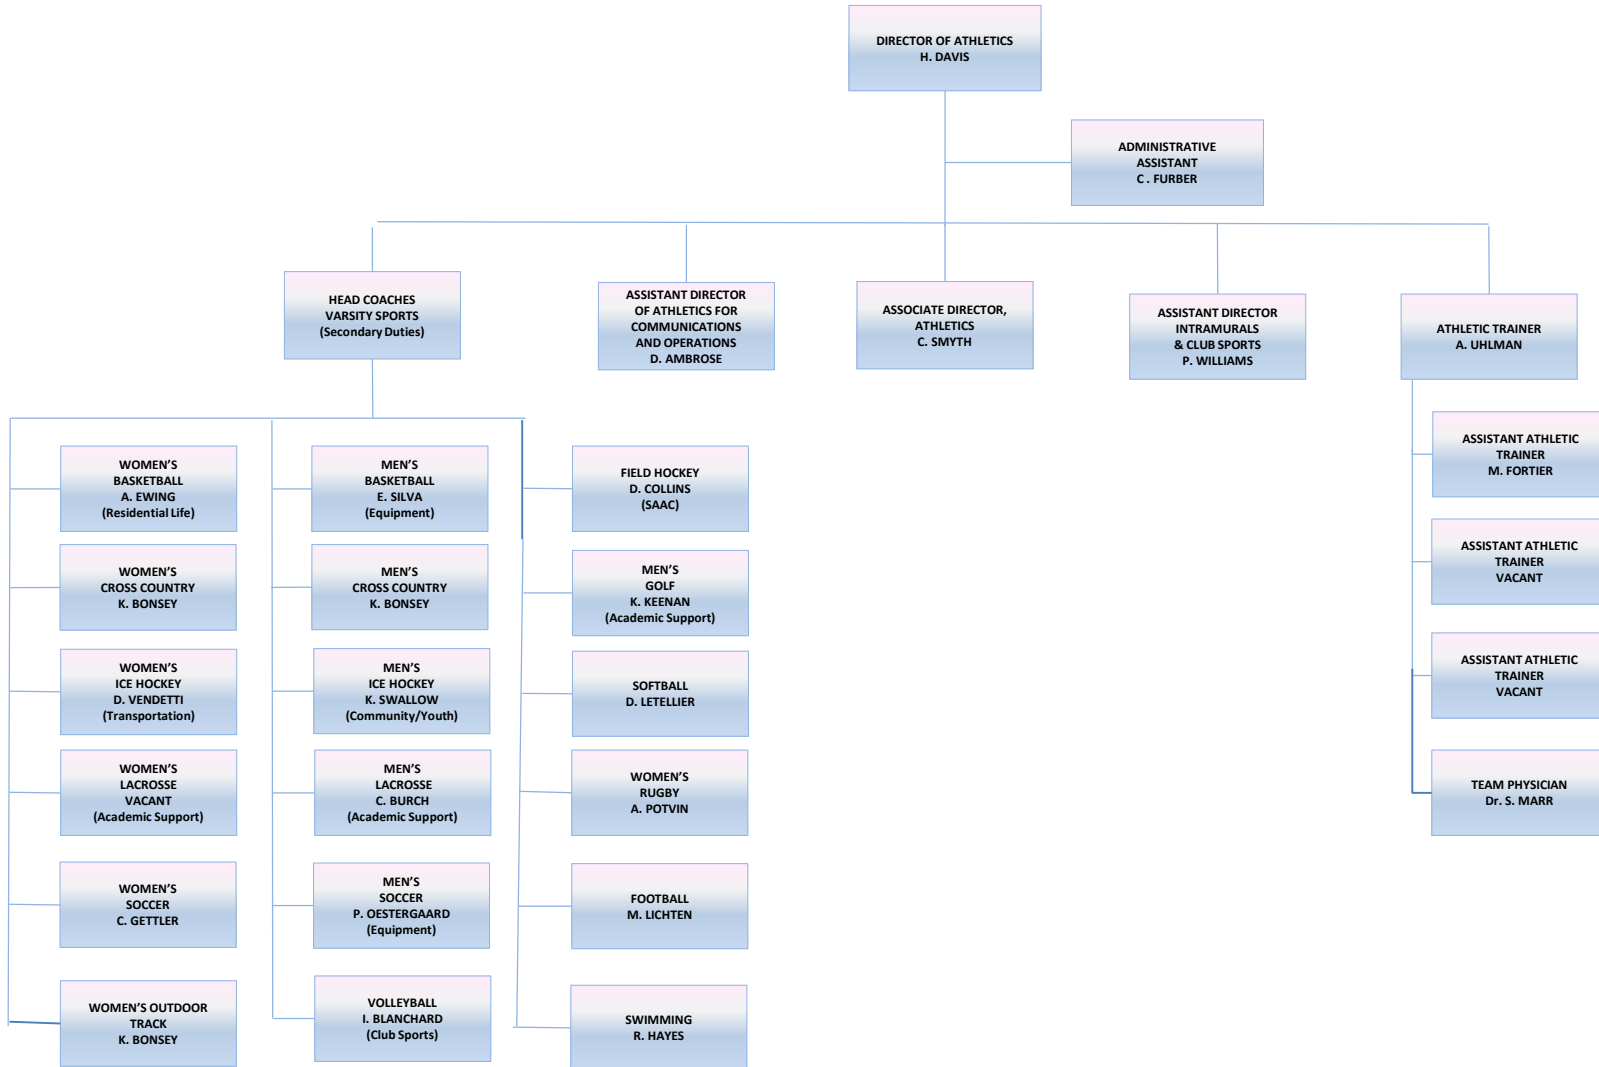 DIRECTOR OF ATHLETICS
H. DAVIS
ADMINISTRATIVE
ASSISTANT
C . FURBER
HEAD COACHES
VARSITY SPORTS
(Secondary Duties)
ASSISTANT DIRECTOR
OF ATHLETICS FOR
COMMUNICATIONS
AND OPERATIONS
D. AMBROSE
ASSOCIATE DIRECTOR,
ATHLETICS
C. SMYTH
ASSISTANT DIRECTOR
INTRAMURALS
& CLUB SPORTS
P. WILLIAMS
ATHLETIC TRAINER
A. UHLMAN
WOMEN'S
BASKETBALL
A. EWING
(Residential Life)
WOMEN'S
CROSS COUNTRY
K. BONSEY
WOMEN'S
ICE HOCKEY
D. VENDETTI
(Transportation)
WOMEN'S
LACROSSE
VACANT
(Academic Support)
WOMEN'S
SOCCER
C. GETTLER
WOMEN'S OUTDOOR
TRACK
K. BONSEY
MEN'S
BASKETBALL
E. SILVA
(Equipment)
MEN'S
CROSS COUNTRY
K. BONSEY
MEN'S
ICE HOCKEY
K. SWALLOW
(Community/Youth)
MEN'S
LACROSSE
C. BURCH
(Academic Support)
MEN'S
SOCCER
P. OESTERGAARD
(Equipment)
VOLLEYBALL
I. BLANCHARD
(Club Sports)
FIELD HOCKEY
D. COLLINS
(SAAC)
MEN'S
GOLF
K. KEENAN
(Academic Support)
SOFTBALL
D. LETELLIER
WOMEN'S
RUGBY
A. POTVIN
FOOTBALL
M. LICHTEN
SWIMMING
R. HAYES
ASSISTANT ATHLETIC
TRAINER
M. FORTIER
ASSISTANT ATHLETIC
TRAINER
VACANT
ASSISTANT ATHLETIC
TRAINER
VACANT
TEAM PHYSICIAN
Dr. S. MARR